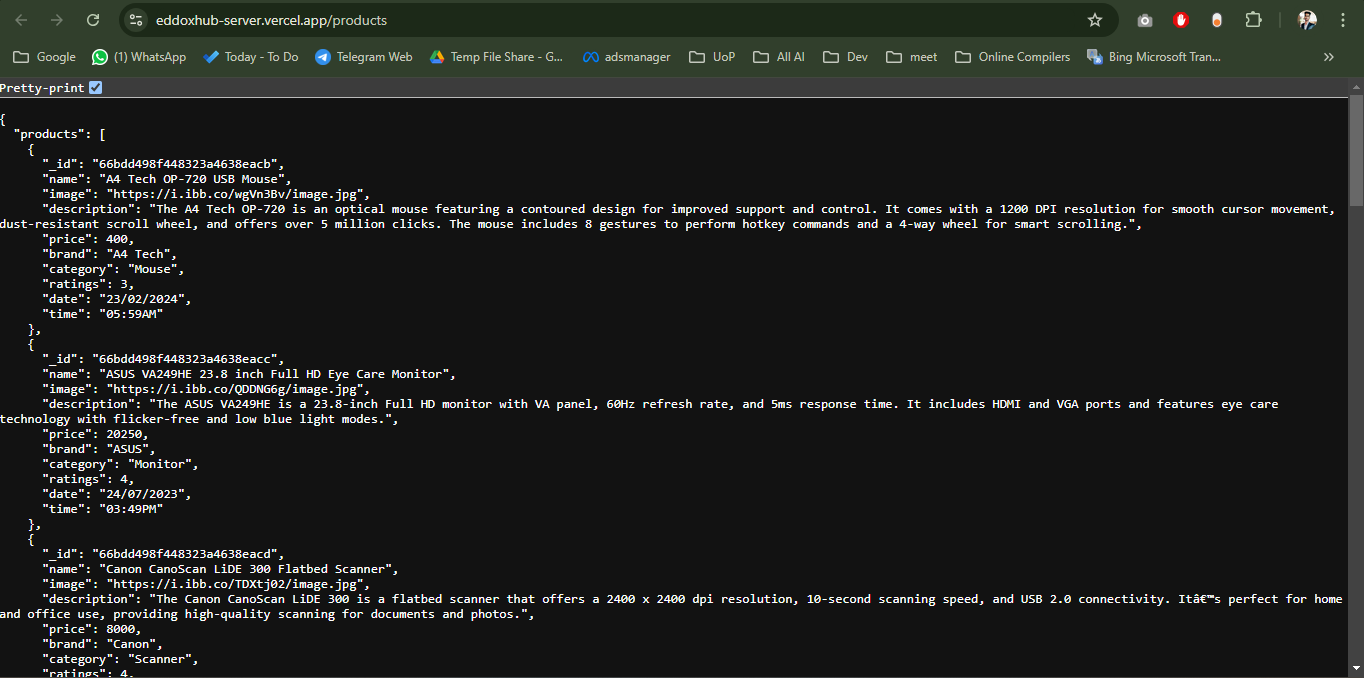 eddoxhub-server.vercel.app/products
Google (1) WhatsApp Today - To Do Telegram Web Temp File Share - G... adsmanager UoP All AI Dev meet Online Compilers Bing Microsoft Tran... »
Pretty-print
{
"products": [
{
"_id": "66bdd498f448323a4638eacb",
"name": "A4 Tech OP-720 USB Mouse",
"image": "https://i.ibb.co/wgVn3Bv/image.jpg",
"description": "The A4 Tech OP-720 is an optical mouse featuring a contoured design for improved support and control. It comes with a 1200 DPI resolution for smooth cursor movement,
dust-resistant scroll wheel, and offers over 5 million clicks. The mouse includes 8 gestures to perform hotkey commands and a 4-way wheel for smart scrolling.",
"price": 400,
"brand": "A4 Tech",
"category": "Mouse",
"ratings": 3,
"date": "23/02/2024",
"time": "05:59AM"
},
{
"_id": "66bdd498f448323a4638eacc",
"name": "ASUS VA249HE 23.8 inch Full HD Eye Care Monitor",
"image": "https://i.ibb.co/QDDNG6g/image.jpg",
"description": "The ASUS VA249HE is a 23.8-inch Full HD monitor with VA panel, 60Hz refresh rate, and 5ms response time. It includes HDMI and VGA ports and features eye care
technology with flicker-free and low blue light modes.",
"price": 20250,
"brand": "ASUS",
"category": "Monitor",
"ratings": 4,
"date": "24/07/2023",
"time": "03:49PM"
},
{
"_id": "66bdd498f448323a4638eacd",
"name": "Canon CanoScan LiDE 300 Flatbed Scanner",
"image": "https://i.ibb.co/TDXtj02/image.jpg",
"description": "The Canon CanoScan LiDE 300 is a flatbed scanner that offers a 2400 x 2400 dpi resolution, 10-second scanning speed, and USB 2.0 connectivity. Itâ€™s perfect for home
and office use, providing high-quality scanning for documents and photos.",
"price": 8000,
"brand": "Canon",
"category": "Scanner",
"ratings": 4,